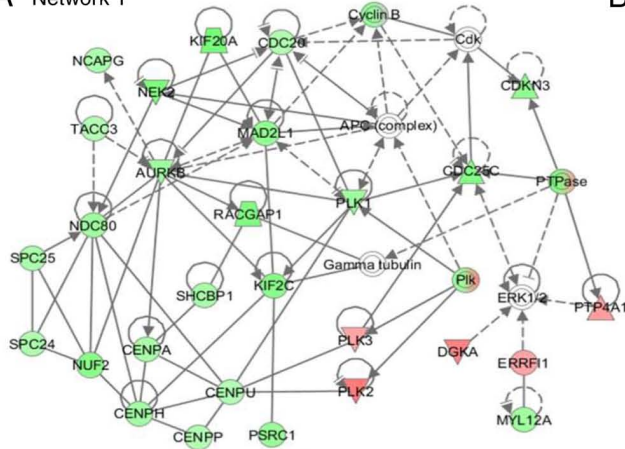 A Network 1
B
Cyclin B
KIF20A
CDC20
Cdk
NCAPG
NEK2
CDKN3
TACC3
MAD2L1
APC (complex)
AURKB
CDC25C
PTPase
RACGAP1
PLK1
NDC80
SPC25
Gamma tubulin
SHCBP1
KIF2C
Plk
ERK1/2
PTP4A1
SPC24
NUF2
CENPA
PLK3
DGKA
ERRFI1
CENPU
PLK2
CENPH
MYL12A
CENPP
PSRC1